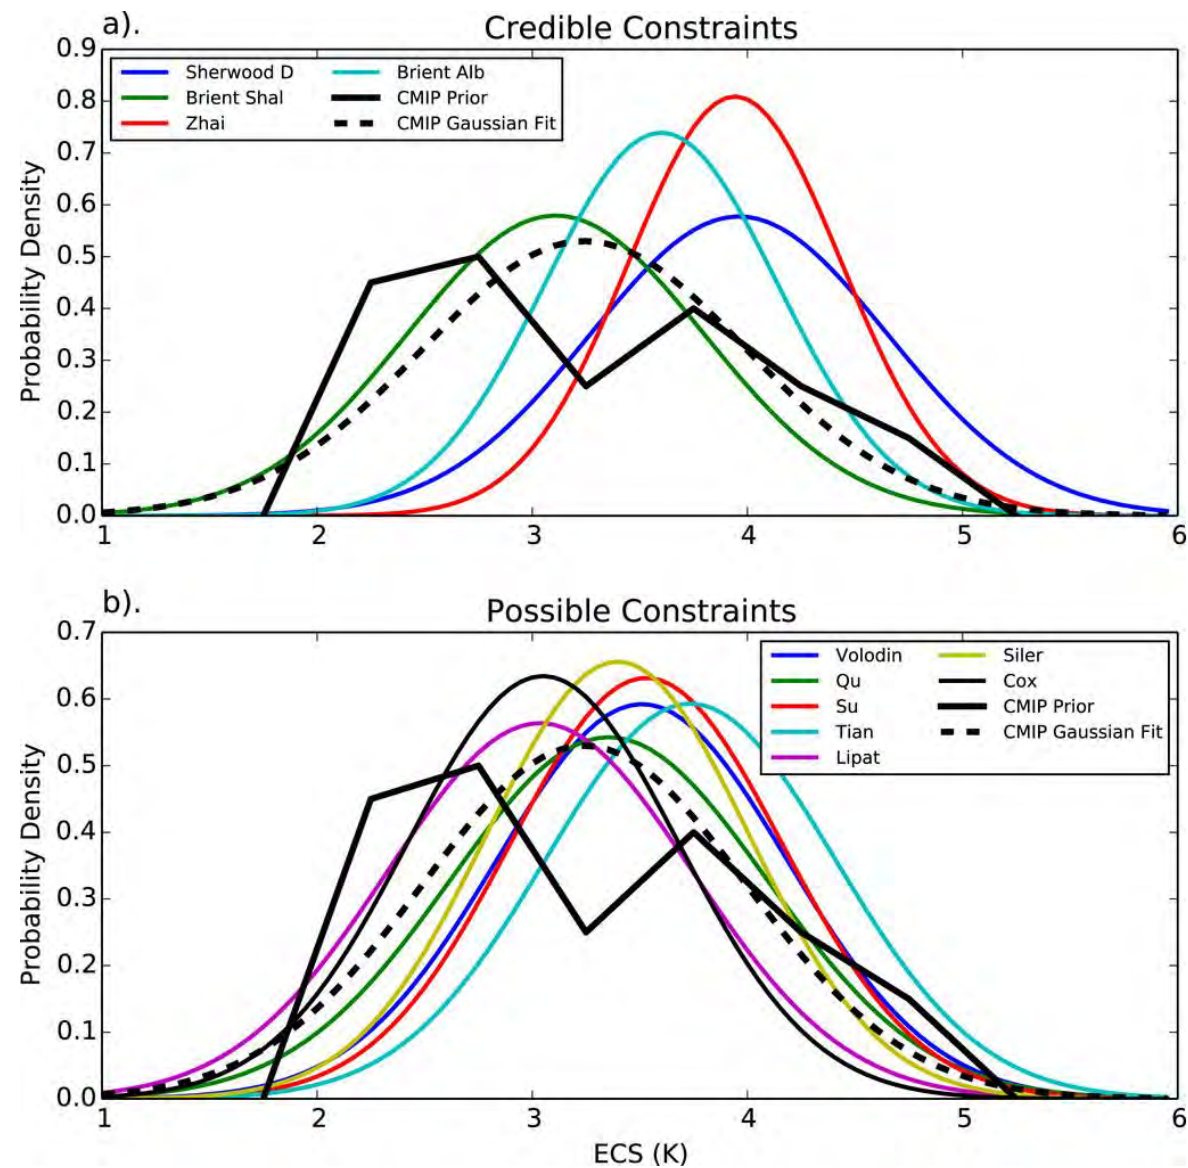 a).
Credible Constraints
Sherwood D
Brient Shal
Zhai
Brient Alb
CMIP Prior
CMIP Gaussian Fit
Probability Density
0.9
0.8
0.7
0.6
0.5
0.4
0.3
0.2
0.1
0.0
1 2 3 4 5 6
b).
Possible Constraints
Volodin
Qu
Su
Tian
Lipat
Siler
Cox
CMIP Prior
CMIP Gaussian Fit
Probability Density
0.7
0.6
0.5
0.4
0.3
0.2
0.1
0.0
1 2 3 4 5 6
ECS (K)